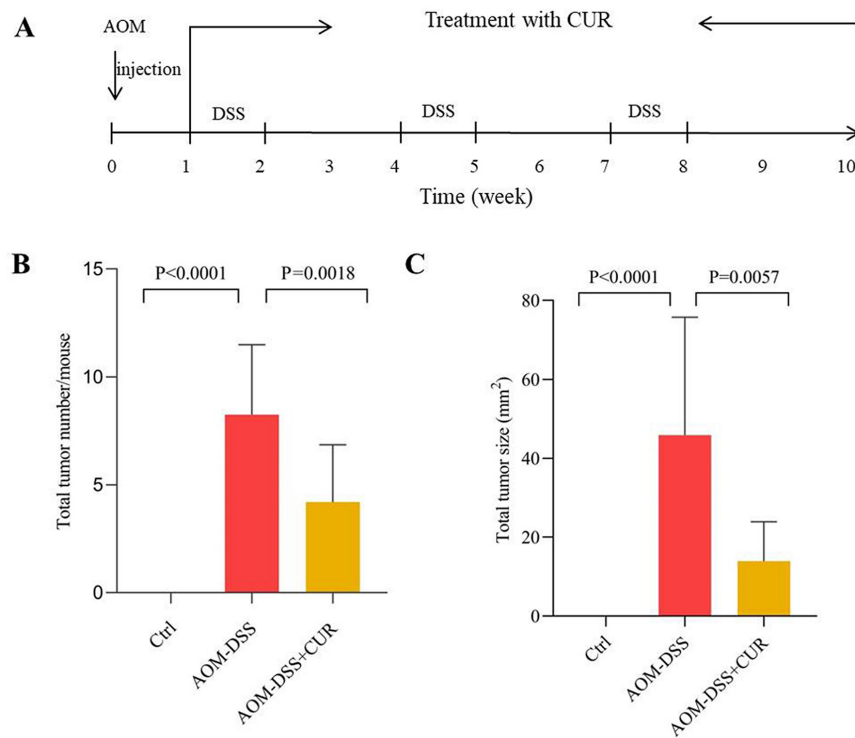 A
AOM
injection
Treatment with CUR
DSS DSS DSS
0 1 2 3 4 5 6 7 8 9 10
Time (week)
B
P<0.0001 P=0.0018
Total tumor number/mouse
15
10
5
0
Ctrl
AOM-DSS
AOM-DSS+CUR
C
P<0.0001 P=0.0057
Total tumor size (mm²)
80
60
40
20
0
Ctrl
AOM-DSS
AOM-DSS+CUR